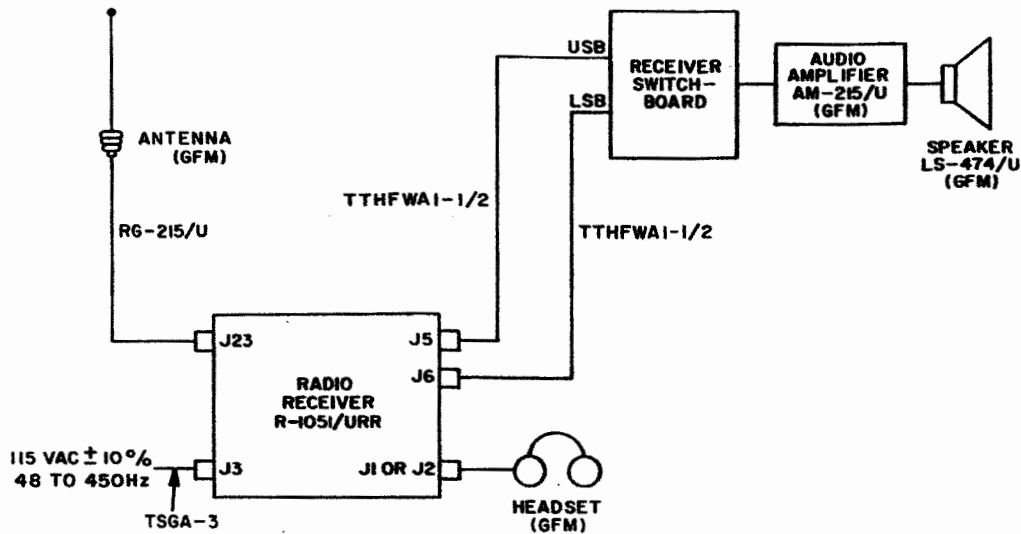 USB
LSB
RECEIVER
SWITCH-
BOARD
AUDIO
AMPLIFIER
AM-215/U
(GFM)
SPEAKER
LS-474/U
(GFM)
ANTENNA
(GFM)
RG-215/U
TTHFWA1-1/2
TTHFWA1-1/2
J23
J5
J6
RADIO
RECEIVER
R-1051/URR
J3
J1 OR J2
115 VAC ± 10%
48 TO 450Hz
TSGA-3
HEADSET
(GFM)